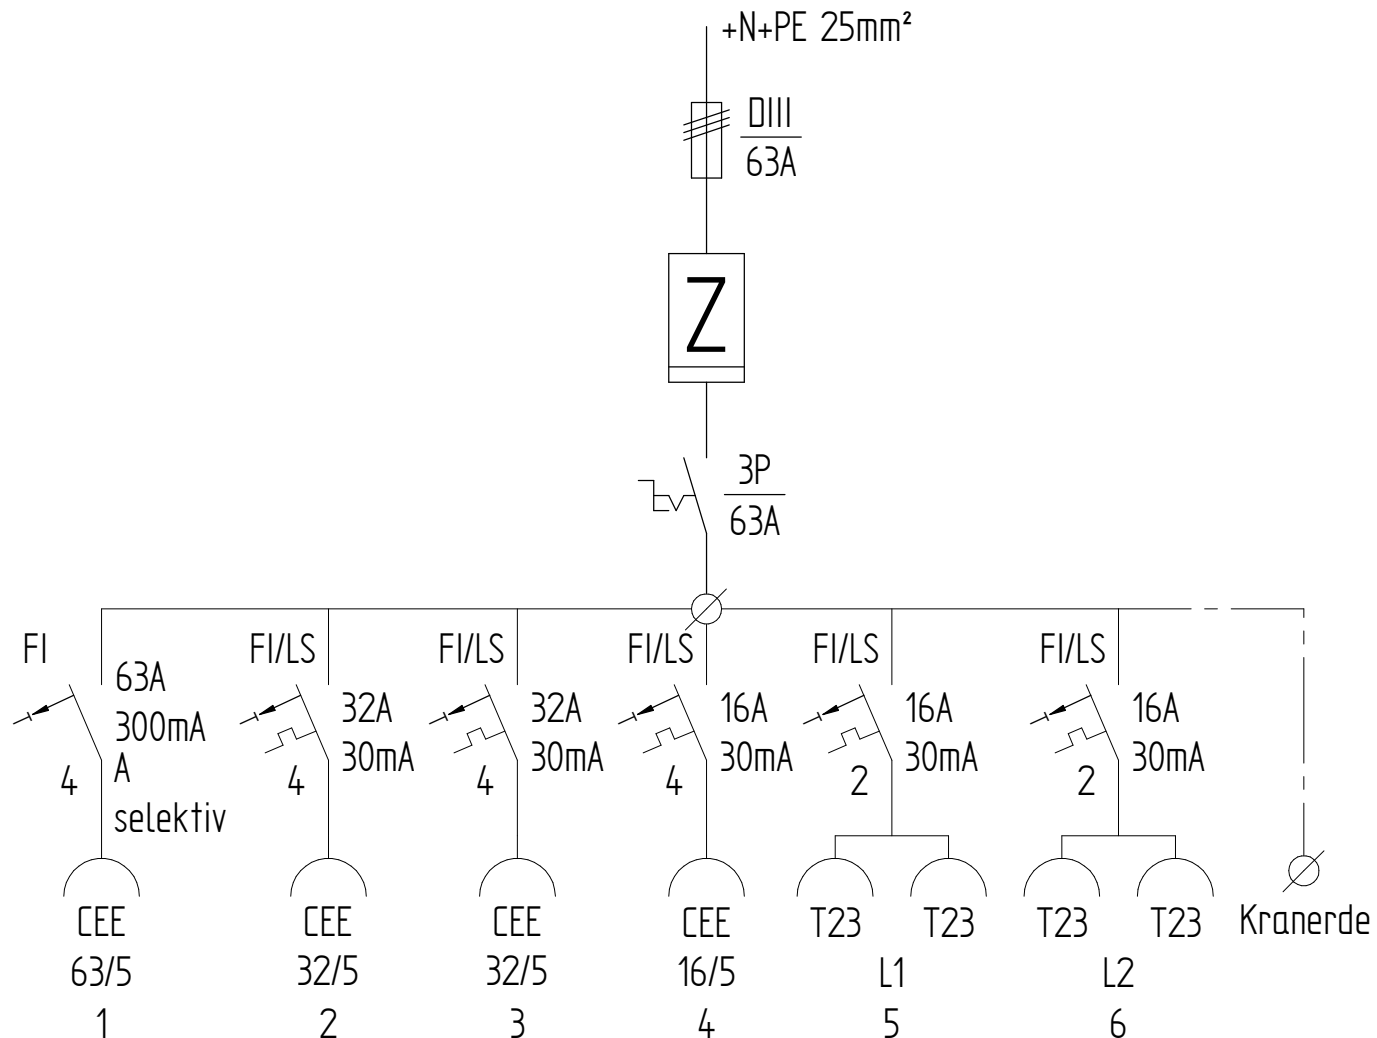 +N+PE 25mm²
DIII
63A
Z
3P
63A
FI
63A
300mA
A
selektiv
4
CEE
63/5
1
FI/LS
32A
30mA
4
CEE
32/5
2
FI/LS
32A
30mA
4
CEE
32/5
3
FI/LS
16A
30mA
4
CEE
16/5
4
FI/LS
16A
30mA
2
T23 T23
L1
5
FI/LS
16A
30mA
2
T23 T23
L2
6
Kranerde